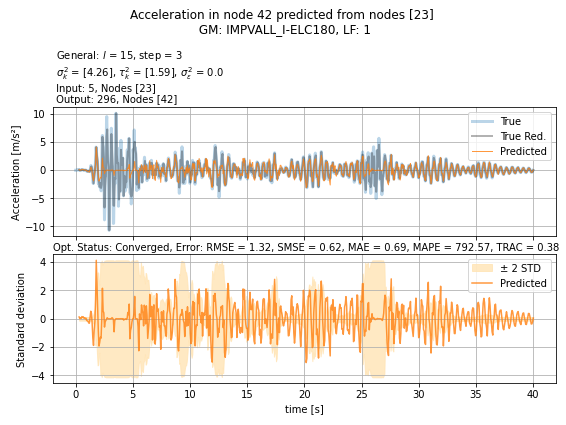 Acceleration in node 42 predicted from nodes [23]
GM: IMPVALL_I-ELC180, LF: 1
General: l = 15, step = 3
σ²ₖ = [4.26], τ²ₖ = [1.59], σ²ε = 0.0
Input: 5, Nodes [23]
Output: 296, Nodes [42]
10
5
0
−5
−10
Acceleration [m/s²]
True
True Red.
Predicted
Opt. Status: Converged, Error: RMSE = 1.32, SMSE = 0.62, MAE = 0.69, MAPE = 792.57, TRAC = 0.38
4
2
0
−2
−4
Standard deviation
± 2 STD
Predicted
0 5 10 15 20 25 30 35 40
time [s]